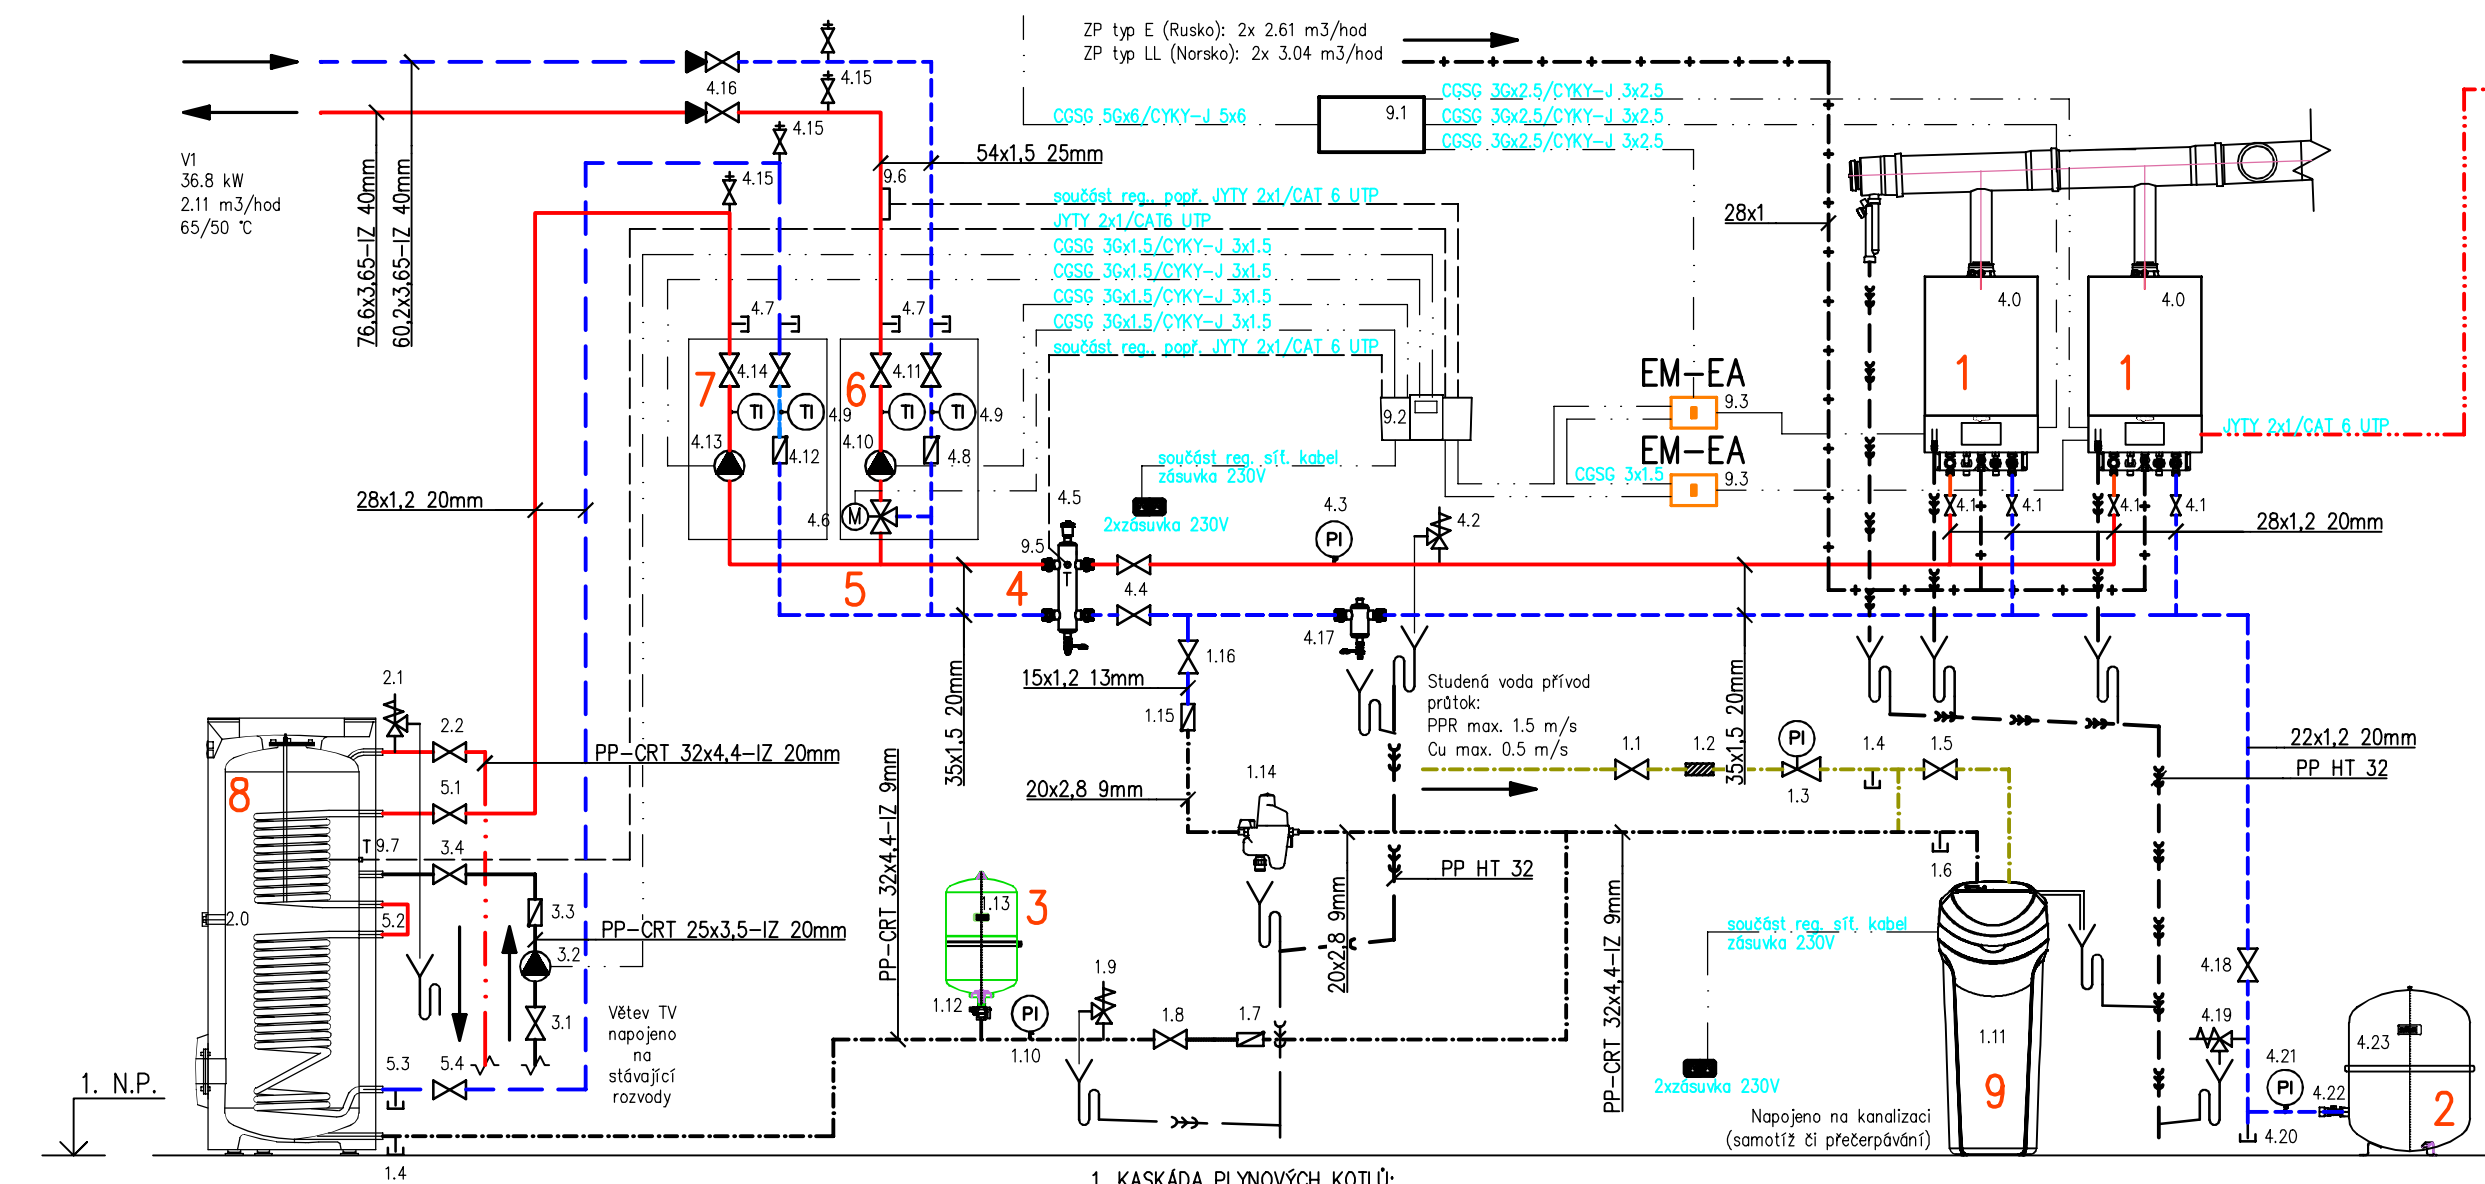 ZP typ E (Rusko): 2x 2.61 m3/hod
ZP typ LL (Norsko): 2x 3.04 m3/hod
4.16
4.15
4.15
4.15
CGSG 5Gx6/CYKY-J 5x6
9.1
CGSG 3Gx2.5/CYKY-J 3x2.5
CGSG 3Gx2.5/CYKY-J 3x2.5
CGSG 3Gx2.5/CYKY-J 3x2.5
V1
36.8 kW
2.11 m3/hod
65/50 °C
76,6x3,65-IZ 40mm
60,2x3,65-IZ 40mm
54x1,5 25mm
9.6
28x1
součást reg.. popř. JYTY 2x1/CAT 6 UTP
JYTY 2x1/CAT6 UTP
CGSG 3Gx1.5/CYKY-J 3x1.5
CGSG 3Gx1.5/CYKY-J 3x1.5
CGSG 3Gx1.5/CYKY-J 3x1.5
CGSG 3Gx1.5/CYKY-J 3x1.5
součást reg.. popř. JYTY 2x1/CAT 6 UTP
4.7
4.7
4.0
4.0
7
4.14
6
4.11
1
1
TI
TI
4.9
TI
TI
4.9
EM-EA
9.3
9.2
4.13
4.12
4.10
4.8
EM-EA
9.3
CGSG 3x1.5
JYTY 2x1/CAT 6 UTP
součást reg. síť. kabel
zásuvka 230V
2xzásuvka 230V
28x1,2 20mm
4.6
M
4.5
9.5
T
4.3
PI
4.2
4.1
4.1
4.1
4.1
28x1,2 20mm
5
4
4.4
4.17
1.16
15x1,2 13mm
1.15
35x1,5 20mm
35x1,5 20mm
Studená voda přívod
průtok:
PPR max. 1.5 m/s
Cu max. 0.5 m/s
1.1
1.2
PI
1.3
1.4
1.5
22x1,2 20mm
PP HT 32
2.1
2.2
PP-CRT 32x4,4-IZ 20mm
8
5.1
T 9.7
3.4
2.0
5.2
3.3
PP-CRT 25x3,5-IZ 20mm
3.2
3.1
5.3
5.4
1.4
Větev TV
napojeno
na
stávající
rozvody
1. N.P.
PP-CRT 32x4,4-IZ 9mm
20x2,8 9mm
1.14
20x2,8 9mm
PP HT 32
PP-CRT 32x4,4-IZ 9mm
1.6
1.13
3
1.12
PI
1.10
1.9
1.8
1.7
součást reg. síť. kabel
zásuvka 230V
2xzásuvka 230V
1.11
9
Napojeno na kanalizaci
(samotíž či přečerpávání)
4.18
4.19
4.21
PI
4.20
4.22
4.23
2
1. KASKÁDA PLYNOVÝCH KOTLŮ: